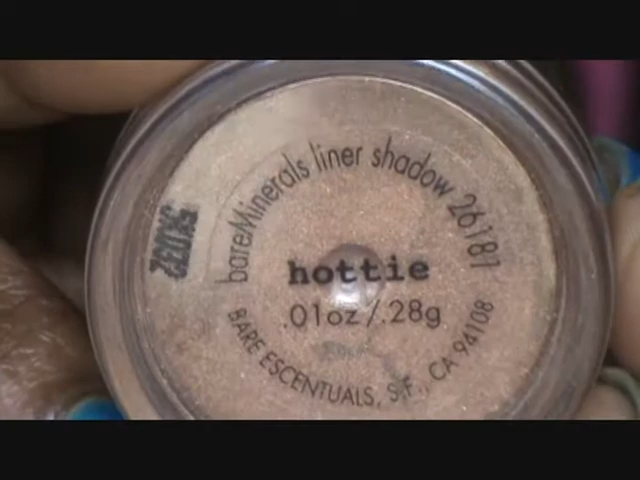 bareMinerals liner shadow 26181
hottie
.01oz/.28g
BARE ESCENTUALS, S.F., CA 94108